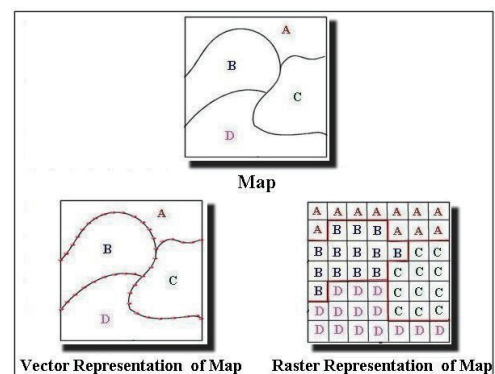 A
B
C
D
Map
A
B
C
D
Vector Representation of Map
A A A A A A A
A B B B A A A
B B B B B C C
B B B B C C C
B D D D C C C
D D D D C C C
D D D D D D D
Raster Representation of Map